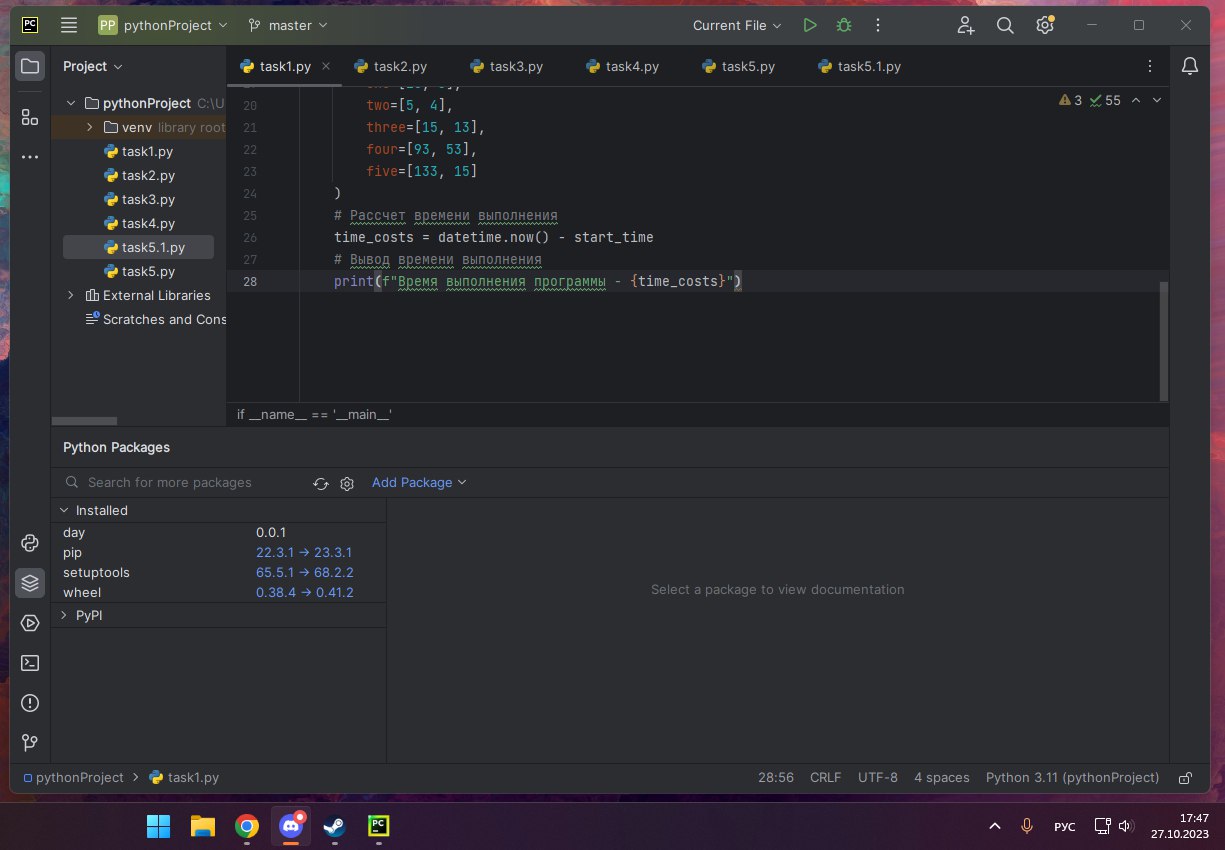 PC
PP pythonProject
master
Current File
Project
task1.py
task2.py
task3.py
task4.py
task5.py
task5.1.py
pythonProject C:\U
venv library root
task1.py
task2.py
task3.py
task4.py
task5.1.py
task5.py
External Libraries
Scratches and Cons
3 55
20 two=[5, 4],
21 three=[15, 13],
22 four=[93, 53],
23 five=[133, 15]
24 )
25 # Рассчет времени выполнения
26 time_costs = datetime.now() - start_time
27 # Вывод времени выполнения
28 print(f"Время выполнения программы - {time_costs}")
if __name__ == '__main__'
Python Packages
Search for more packages
Add Package
Installed
day 0.0.1
pip 22.3.1 → 23.3.1
setuptools 65.5.1 → 68.2.2
wheel 0.38.4 → 0.41.2
PyPI
Select a package to view documentation
pythonProject > task1.py
28:56 CRLF UTF-8 4 spaces Python 3.11 (pythonProject)
PC
РУС
17:47
27.10.2023